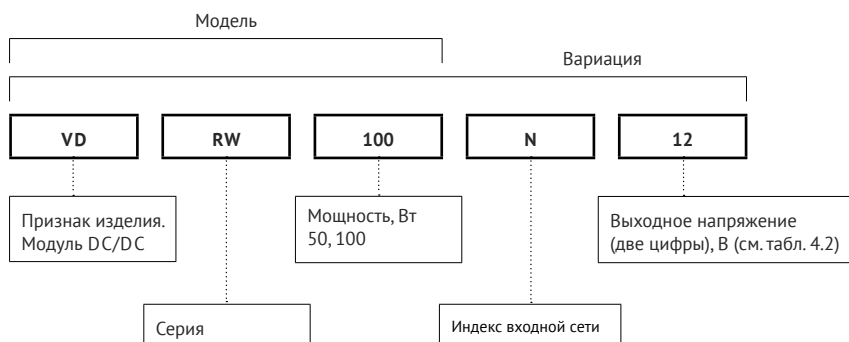 Модель
Вариация
VD RW 100 N 12
Признак изделия.
Модуль DC/DC
Мощность, Вт
50, 100
Выходное напряжение
(две цифры), В (см. табл. 4.2)
Серия
Индекс входной сети